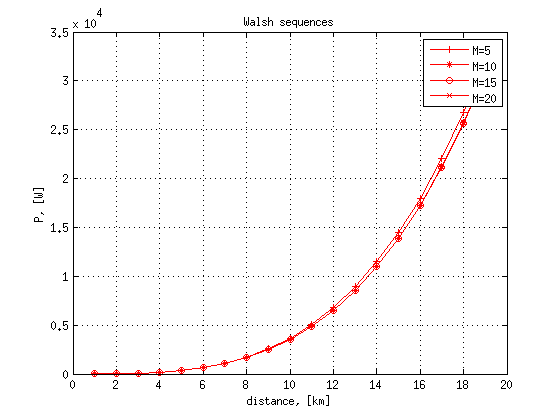 Walsh sequences
x 10^4
3.5
3
2.5
2
1.5
1
0.5
0
P, [W]
M=5
M=10
M=15
M=20
0 2 4 6 8 10 12 14 16 18 20
distance, [km]